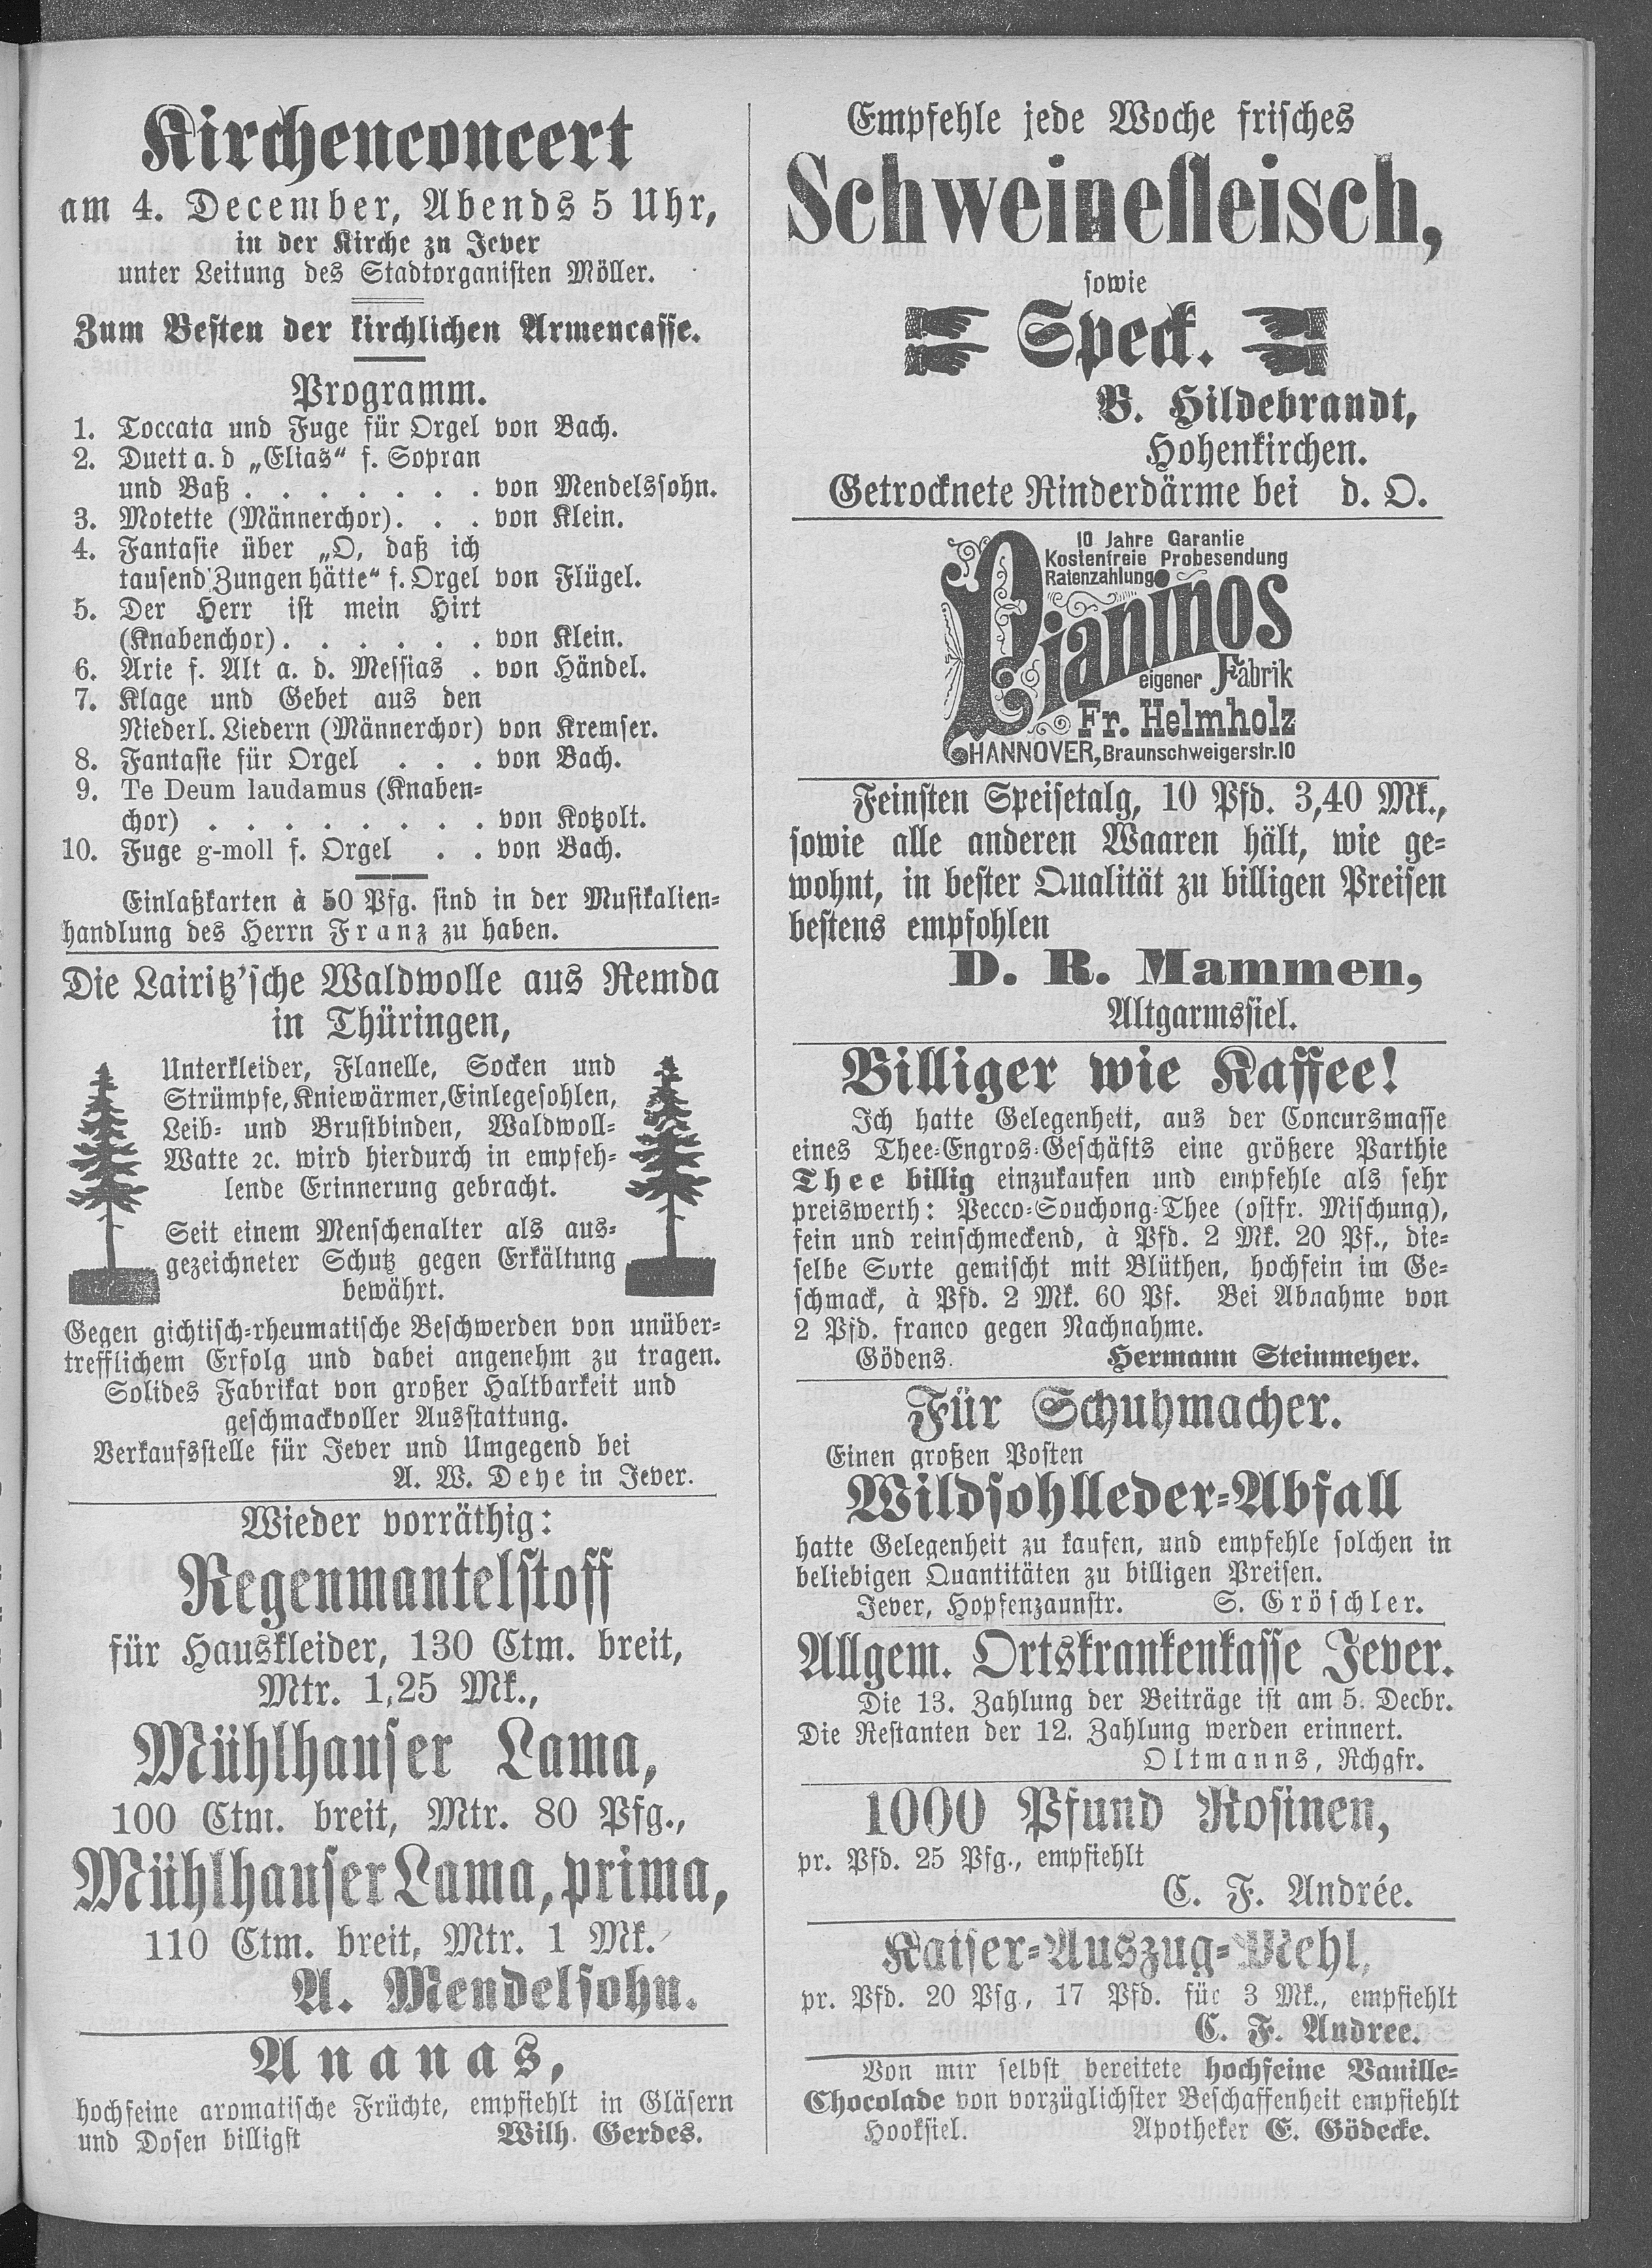 Kirchenconcert
am 4. December, Abends 5 Uhr,
in der Kirche zu Jever
unter Leitung des Stadtorganisten Möller.
Zum Besten der kirchlichen Armencasse.
Programm.
1. Toccata und Fuge für Orgel von Bach.
2. Duett a. d „Elias“ f. Sopran
und Baß . . . . . . . von Mendelssohn.
3. Motette (Männerchor). . . von Klein.
4. Fantasie über „O, daß ich
tausend Zungen hätte“ f. Orgel von Flügel.
5. Der Herr ist mein Hirt
(Knabenchor). . . . . . von Klein.
6. Arie f. Alt a. d. Messias . von Händel.
7. Klage und Gebet aus den
Niederl. Liedern (Männerchor) von Kremser.
8. Fantasie für Orgel . . . von Bach.
9. Te Deum laudamus (Knaben-
chor) . . . . . . . . von Kotzolt.
10. Fuge g-moll f. Orgel . . von Bach.
Einlaßkarten à 50 Pfg. sind in der Musikalien-
handlung des Herrn Franz zu haben.
Die Lairitz'sche Waldwolle aus Remda
in Thüringen,
Unterkleider, Flanelle, Socken und
Strümpfe, Kniewärmer, Einlegesohlen,
Leib- und Brustbinden, Waldwoll-
Watte ꝛc. wird hierdurch in empfeh-
lende Erinnerung gebracht.
Seit einem Menschenalter als aus-
gezeichneter Schutz gegen Erkältung
bewährt.
Gegen gichtisch-rheumatische Beschwerden von unüber-
trefflichem Erfolg und dabei angenehm zu tragen.
Solides Fabrikat von großer Haltbarkeit und
geschmackvoller Ausstattung.
Verkaufsstelle für Jever und Umgegend bei
A. W. Deye in Jever.
Wieder vorräthig:
Regenmantelstoff
für Hauskleider, 130 Ctm. breit,
Mtr. 1,25 Mk.,
Mühlhauser Lama,
100 Ctm. breit, Mtr. 80 Pfg.,
Mühlhauser Lama, prima,
110 Ctm. breit, Mtr. 1 Mk.
A. Mendelsohn.
Ananas,
hochfeine aromatische Früchte, empfiehlt in Gläsern
und Dosen billigst Wilh. Gerdes.
Empfehle jede Woche frisches
Schweinefleisch,
sowie
Speck.
B. Hildebrandt,
Hohenkirchen.
Getrocknete Rinderdärme bei d. O.
10 Jahre Garantie
Kostenfreie Probesendung
Ratenzahlung
Pianinos
eigener Fabrik
Fr. Helmholz
HANNOVER, Braunschweigerstr. 10
Feinsten Speisetalg, 10 Pfd. 3,40 Mk.,
sowie alle anderen Waaren hält, wie ge-
wohnt, in bester Qualität zu billigen Preisen
bestens empfohlen
D. R. Mammen,
Altgarmssiel.
Billiger wie Kaffee!
Ich hatte Gelegenheit, aus der Concursmasse
eines Thee-Engros-Geschäfts eine größere Parthie
Thee billig einzukaufen und empfehle als sehr
preiswerth: Pecco-Souchong-Thee (ostfr. Mischung),
fein und reinschmeckend, à Pfd. 2 Mk. 20 Pf., die-
selbe Sorte gemischt mit Blüthen, hochfein im Ge-
schmack, à Pfd. 2 Mk. 60 Pf. Bei Abnahme von
2 Pfd. franco gegen Nachnahme.
Gödens. Hermann Steinmeyer.
Für Schuhmacher.
Einen großen Posten
Wildsohlleder-Abfall
hatte Gelegenheit zu kaufen, und empfehle solchen in
beliebigen Quantitäten zu billigen Preisen.
Jever, Hopfenzaunstr. S. Gröschler.
Allgem. Ortskrankenkasse Jever.
Die 13. Zahlung der Beiträge ist am 5. Decbr.
Die Restanten der 12. Zahlung werden erinnert.
Oltmanns, Rchgfr.
1000 Pfund Rosinen,
pr. Pfd. 25 Pfg., empfiehlt
C. F. Andrée.
Kaiser-Auszug-Mehl,
pr. Pfd. 20 Pfg., 17 Pfd. für 3 Mk., empfiehlt
C. F. Andree.
Von mir selbst bereitete hochfeine Vanille-
Chocolade von vorzüglichster Beschaffenheit empfiehlt
Hooksiel. Apotheker E. Gödecke.